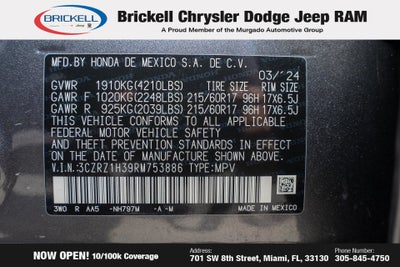 BRICKELL
Brickell Chrysler Dodge Jeep RAM
A Proud Member of the Murgado Automotive Group
MFD.BY HONDA DE MEXICO S.A. DE C.V.
03/'24
GVWR 1910KG(4210LBS) TIRE SIZE RIM SIZE
GAWR F 1020KG(2248LBS) 215/60R17 96H 17X6.5J
GAWR R 925KG(2039LBS) 215/60R17 96H 17X6.5J
THIS VEHICLE CONFORMS TO ALL APPLICABLE
FEDERAL MOTOR VEHICLE SAFETY
AND THEFT PREVENTION STANDARDS
IN EFFECT ON THE DATE OF MANUFACTURE
SHOWN ABOVE.
V.I.N:3CZRZ1H39RM753886 TYPE:MPV
3W0 R AA5 -NH797M -A -M MADE IN MEXICO
NOW OPEN! 10/100k Coverage
Address:
701 SW 8th Street, Miami, FL, 33130
Phone:
305-845-4750